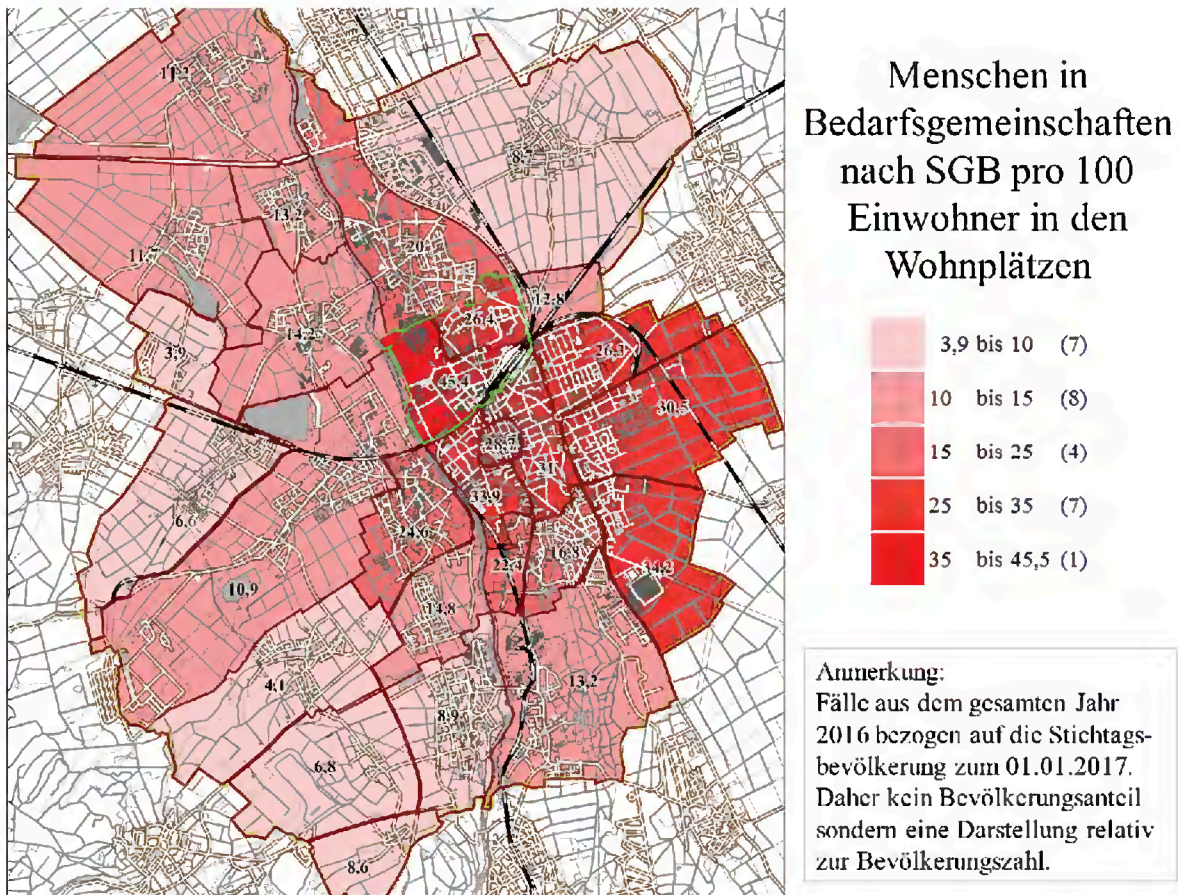 Menschen in
Bedarfsgemeinschaften
nach SGB pro 100
Einwohner in den
Wohnplätzen
3,9 bis 10 (7)
10 bis 15 (8)
15 bis 25 (4)
25 bis 35 (7)
35 bis 45,5 (1)
Anmerkung:
Fälle aus dem gesamten Jahr
2016 bezogen auf die Stichtags-
bevölkerung zum 01.01.2017.
Daher kein Bevölkerungsanteil
sondern eine Darstellung relativ
zur Bevölkerungszahl.
11,2
8,7
13,2
20
11
12,8
26,4
14,2
3,9
45,4
30,5
28,7
31
33,9
6,6
24,6
16,8
22,4
10,9
14,8
4,1
13,2
8,9
6,8
8,6